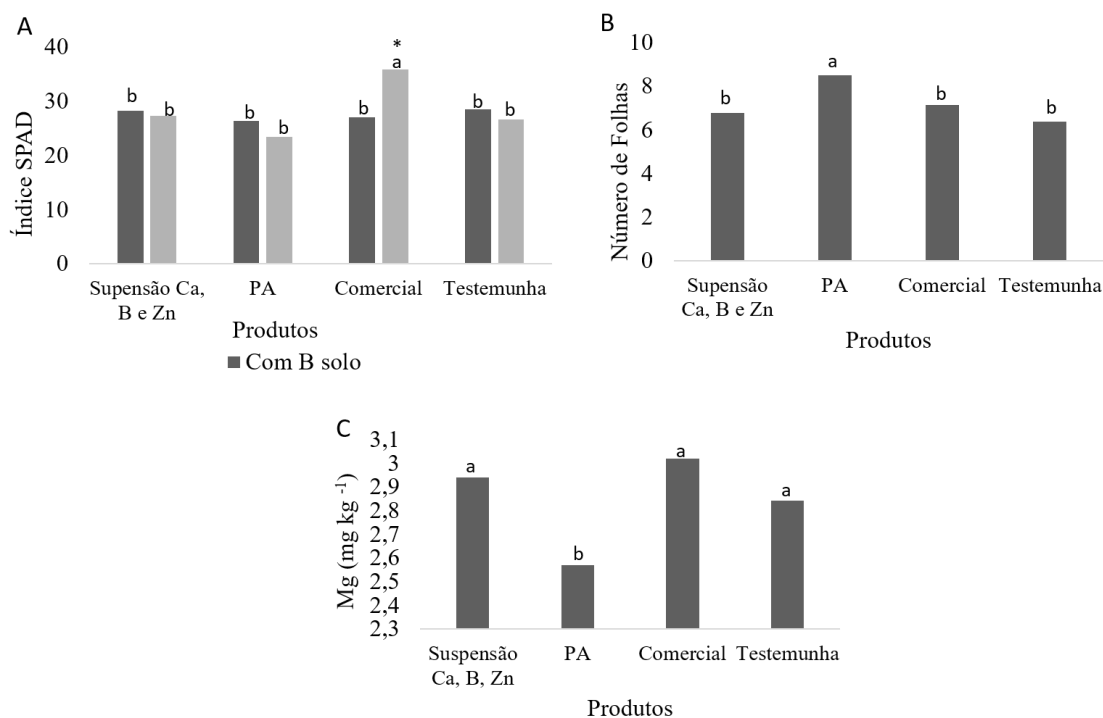 A
Índice SPAD
40
30
20
10
0
b
b
b
b
b
*
a
b
b
Supensão Ca,
B e Zn
PA
Comercial
Testemunha
Produtos
Com B solo
B
Número de Folhas
10
8
6
4
2
0
b
a
b
b
Supensão
Ca, B e Zn
PA
Comercial
Testemunha
Produtos
C
Mg (mg kg -1)
3,1
3
2,9
2,8
2,7
2,6
2,5
2,4
2,3
a
b
a
a
Suspensão
Ca, B, Zn
PA
Comercial
Testemunha
Produtos